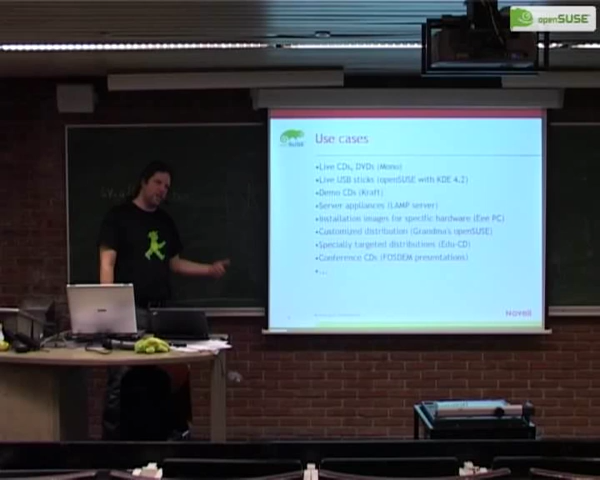 openSUSE
Use cases
•Live CDs, DVDs (Mono)
•Live USB sticks (openSUSE with KDE 4.2)
•Demo CDs (Kraft)
•Server appliances (LAMP server)
•Installation images for specific hardware (Eee PC)
•Customized distribution (Grandma's openSUSE)
•Specially targeted distributions (Edu-CD)
•Conference CDs (FOSDEM presentations)
•...
Novell